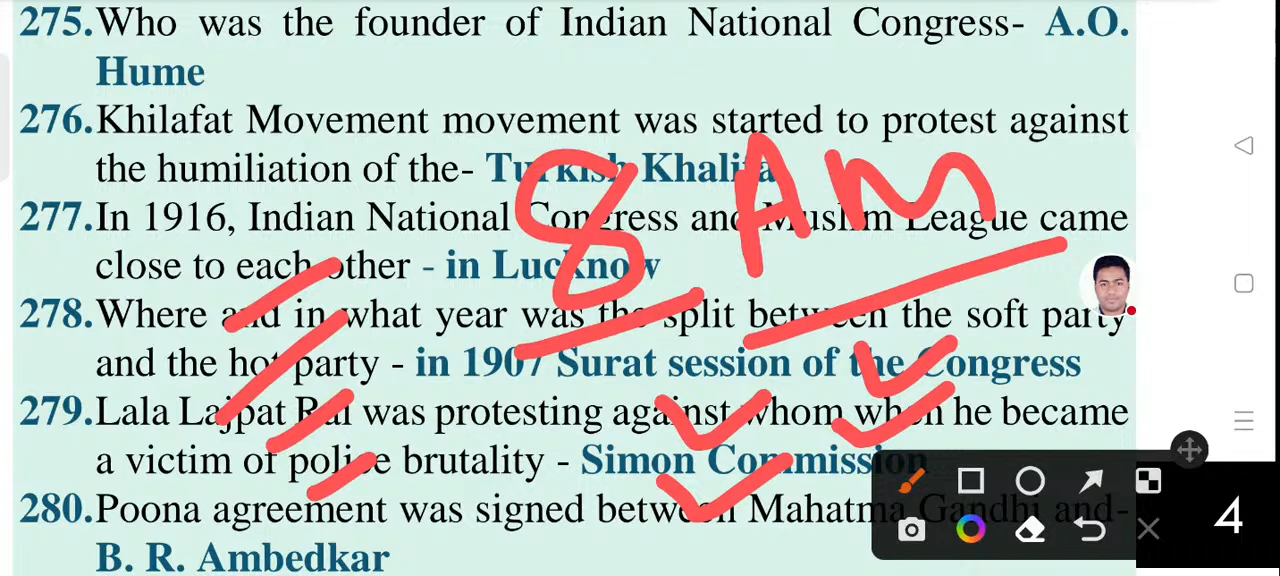 275.Who was the founder of Indian National Congress- A.O.
Hume
276.Khilafat Movement movement was started to protest against
the humiliation of the- Turkish Khalifa
8 AM
277.In 1916, Indian National Congress and Muslim League came
close to each other - in Lucknow
278.Where and in what year was the split between the soft party
and the hot party - in 1907 Surat session of the Congress
279.Lala Lajpat Rai was protesting against whom when he became
a victim of police brutality - Simon Commission
280.Poona agreement was signed between Mahatma Gandhi and-
B. R. Ambedkar
4